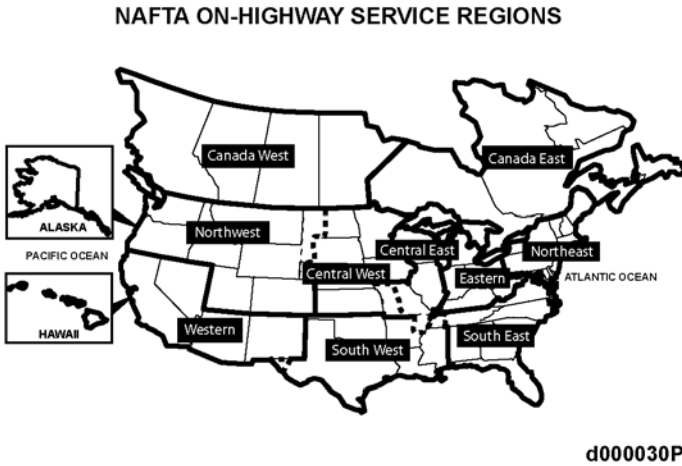 NAFTA ON-HIGHWAY SERVICE REGIONS
Canada West
Canada East
ALASKA
Northwest
PACIFIC OCEAN
Central East
Northeast
Central West
Eastern
ATLANTIC OCEAN
HAWAII
Western
South West
South East
d000030P